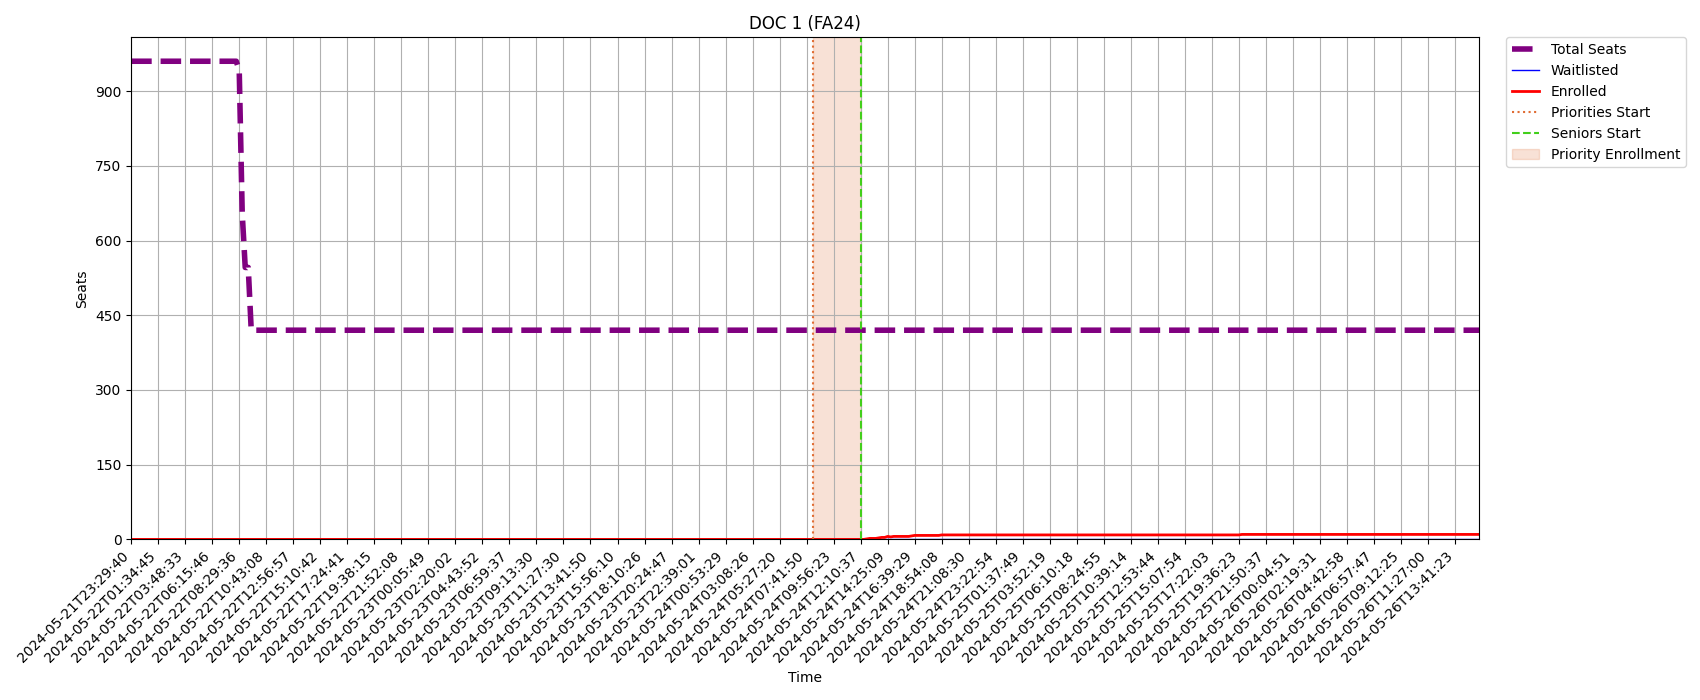 DOC 1 (FA24)
Total Seats
Waitlisted
Enrolled
Priorities Start
Seniors Start
Priority Enrollment
Seats
900
750
600
450
300
150
0
2024-05-21T23:29:40
2024-05-22T01:34:45
2024-05-22T03:48:33
2024-05-22T06:15:46
2024-05-22T08:29:36
2024-05-22T10:43:08
2024-05-22T12:56:57
2024-05-22T15:10:42
2024-05-22T17:24:41
2024-05-22T19:38:15
2024-05-22T21:52:08
2024-05-23T00:05:49
2024-05-23T02:20:02
2024-05-23T04:43:52
2024-05-23T06:59:37
2024-05-23T09:13:30
2024-05-23T11:27:30
2024-05-23T13:41:50
2024-05-23T15:56:10
2024-05-23T18:10:26
2024-05-23T20:24:47
2024-05-23T22:39:01
2024-05-24T00:53:29
2024-05-24T03:08:26
2024-05-24T05:27:20
2024-05-24T07:41:50
2024-05-24T09:56:23
2024-05-24T12:10:37
2024-05-24T14:25:09
2024-05-24T16:39:29
2024-05-24T18:54:08
2024-05-24T21:08:30
2024-05-24T23:22:54
2024-05-25T01:37:49
2024-05-25T03:52:19
2024-05-25T06:10:18
2024-05-25T08:24:55
2024-05-25T10:39:14
2024-05-25T12:53:44
2024-05-25T15:07:54
2024-05-25T17:22:03
2024-05-25T19:36:23
2024-05-25T21:50:37
2024-05-26T00:04:51
2024-05-26T02:19:31
2024-05-26T04:42:58
2024-05-26T06:57:47
2024-05-26T09:12:25
2024-05-26T11:27:00
2024-05-26T13:41:23
Time